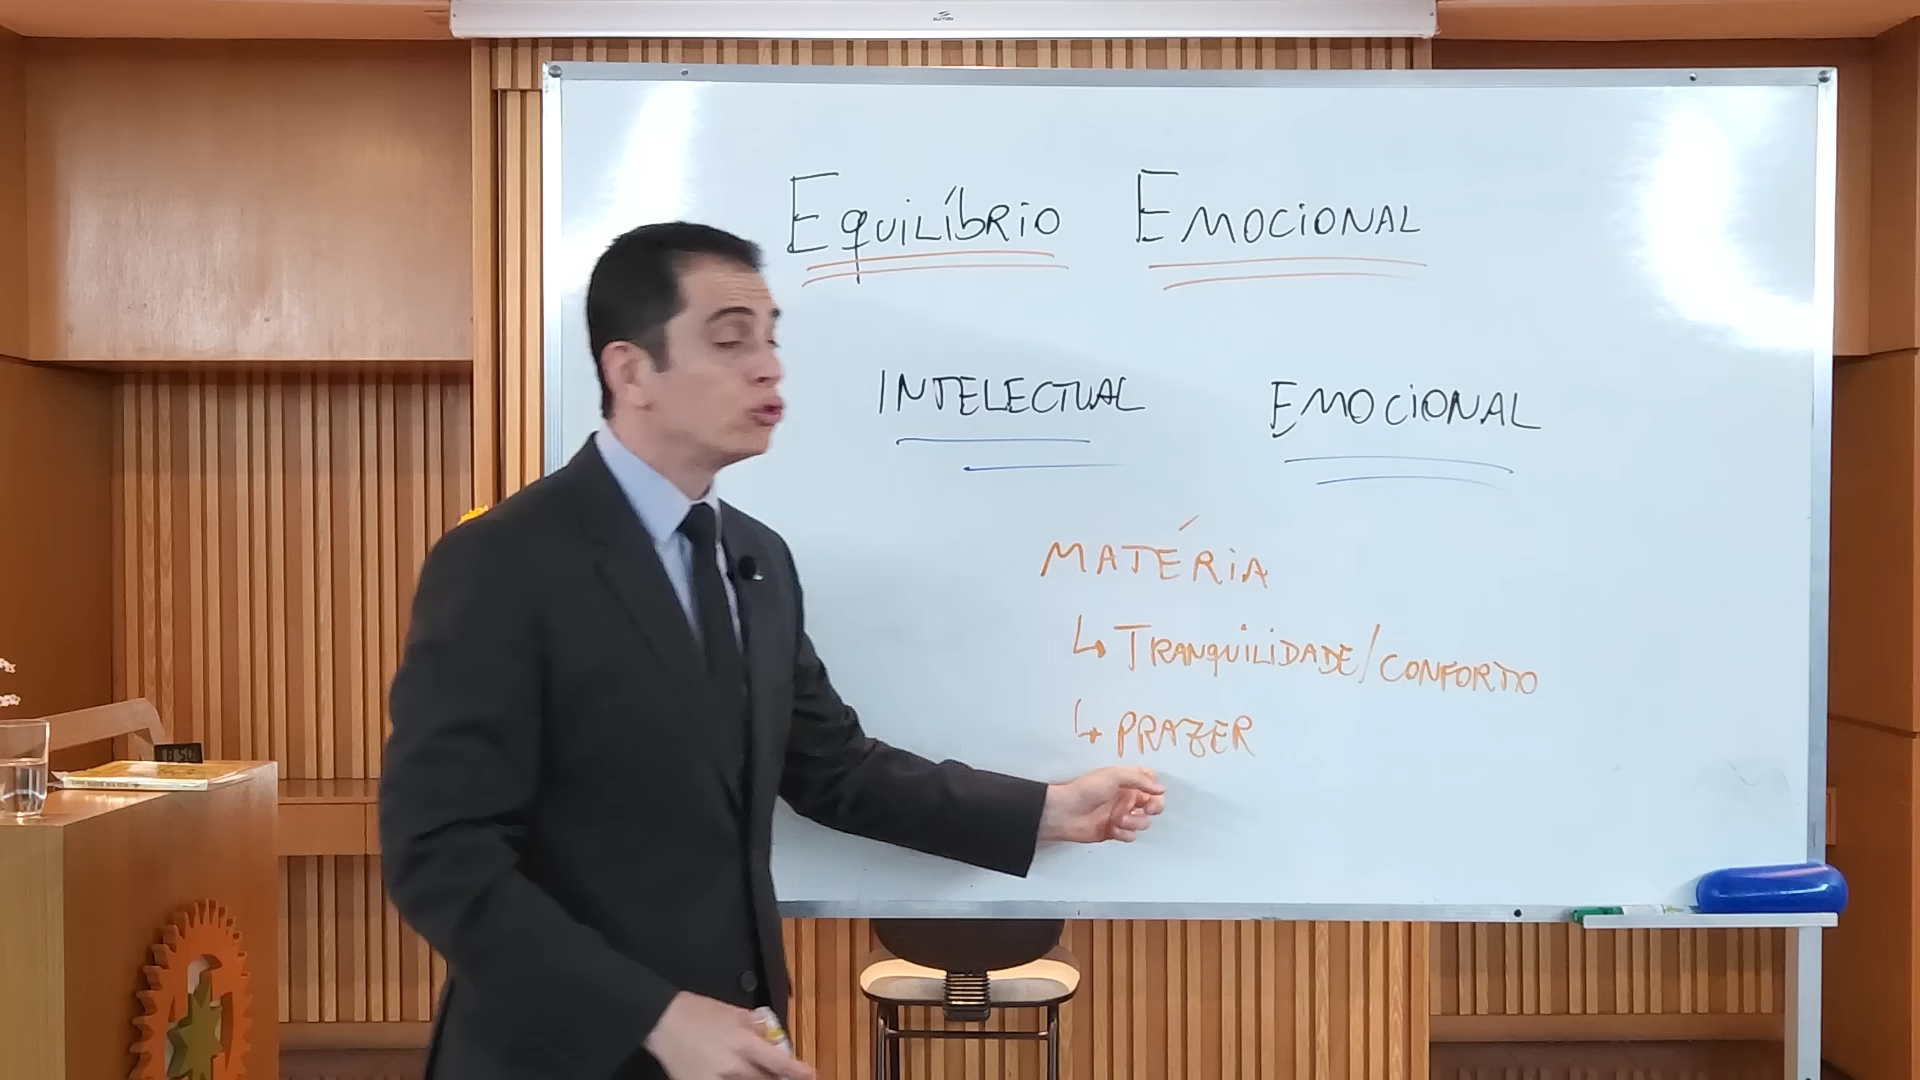 Equilíbrio Emocional
INTELECTUAL EMOCIONAL
MATÉRIA
↳ TRANQUILIDADE/CONFORTO
↳ PRAZER